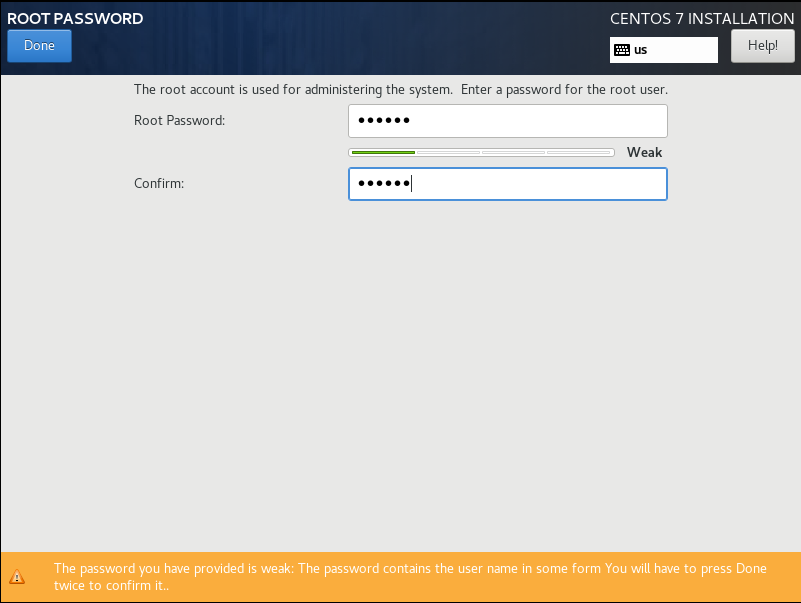 ROOT PASSWORD
CENTOS 7 INSTALLATION
Done
us
Help!
The root account is used for administering the system. Enter a password for the root user.
Root Password:
••••••
Weak
Confirm:
••••••
The password you have provided is weak: The password contains the user name in some form You will have to press Done
twice to confirm it..